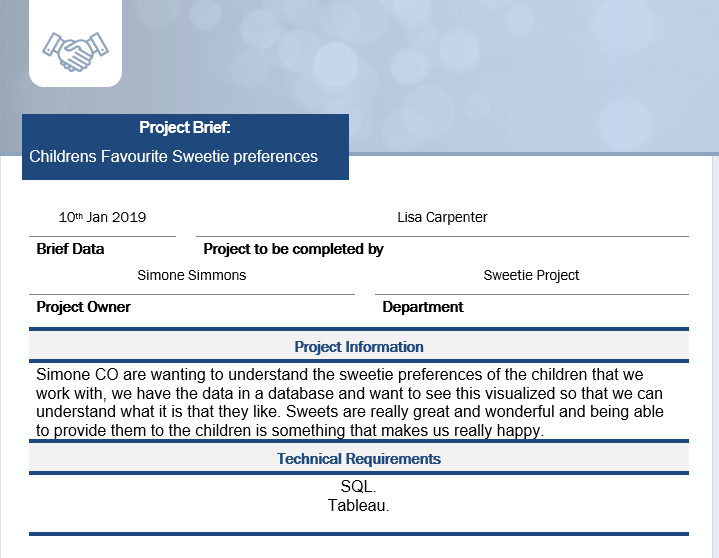 Project Brief:
Childrens Favourite Sweetie preferences
10th Jan 2019 Lisa Carpenter
Brief Data Project to be completed by
Simone Simmons Sweetie Project
Project Owner Department
Project Information
Simone CO are wanting to understand the sweetie preferences of the children that we
work with, we have the data in a database and want to see this visualized so that we can
understand what it is that they like. Sweets are really great and wonderful and being able
to provide them to the children is something that makes us really happy.
Technical Requirements
SQL.
Tableau.